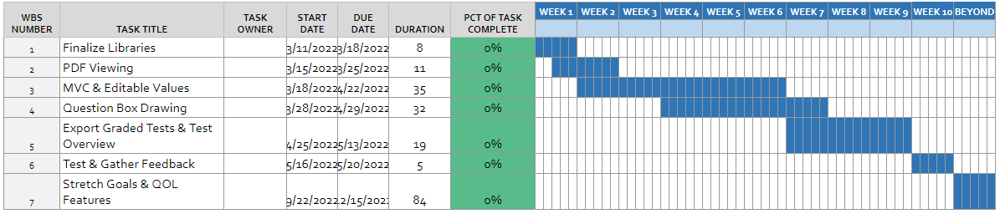 WBS NUMBER TASK TITLE TASK OWNER START DATE DUE DATE DURATION PCT OF TASK COMPLETE WEEK 1 WEEK 2 WEEK 3 WEEK 4 WEEK 5 WEEK 6 WEEK 7 WEEK 8 WEEK 9 WEEK 10 BEYOND
1 Finalize Libraries 3/11/2022 3/18/2022 8 0%
2 PDF Viewing 3/15/2022 3/25/2022 11 0%
3 MVC & Editable Values 3/18/2022 4/22/2022 35 0%
4 Question Box Drawing 3/28/2022 4/29/2022 32 0%
5 Export Graded Tests & Test Overview 4/25/2022 5/13/2022 19 0%
6 Test & Gather Feedback 5/16/2022 5/20/2022 5 0%
7 Stretch Goals & QOL Features 9/22/2022 2/15/2022 84 0%